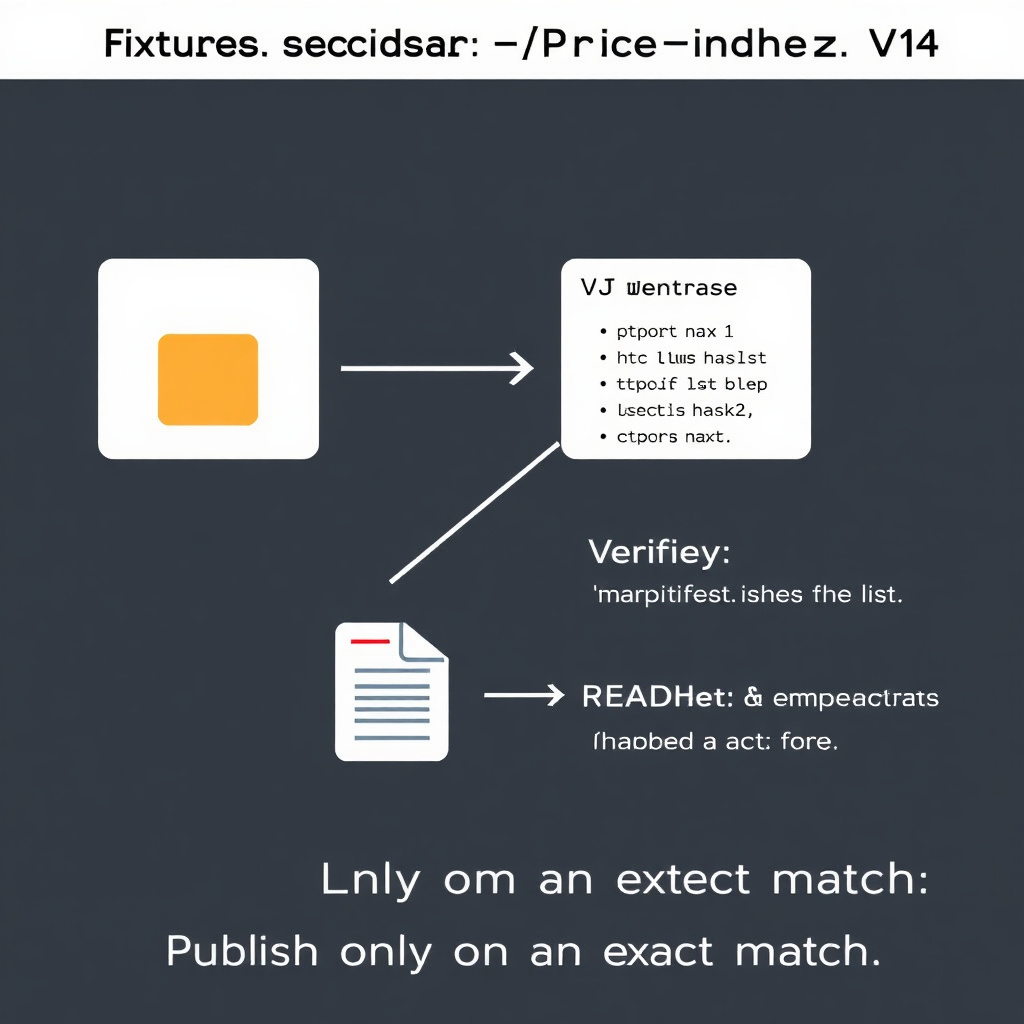 Fixtures. seccidsar: -/Price-indhez. V14
VJ wentrase
• ptport nax 1
• htc llws haslst
• ttpoif lst blep
• Lsectis hask2,
• ctpors naxt.
Verifiey:
'marpitifest. ishes fhe list.
READHet: & empeactrats
fhapbed a act: fore.
Lnly om an extect match:
Publish only on an exact match.